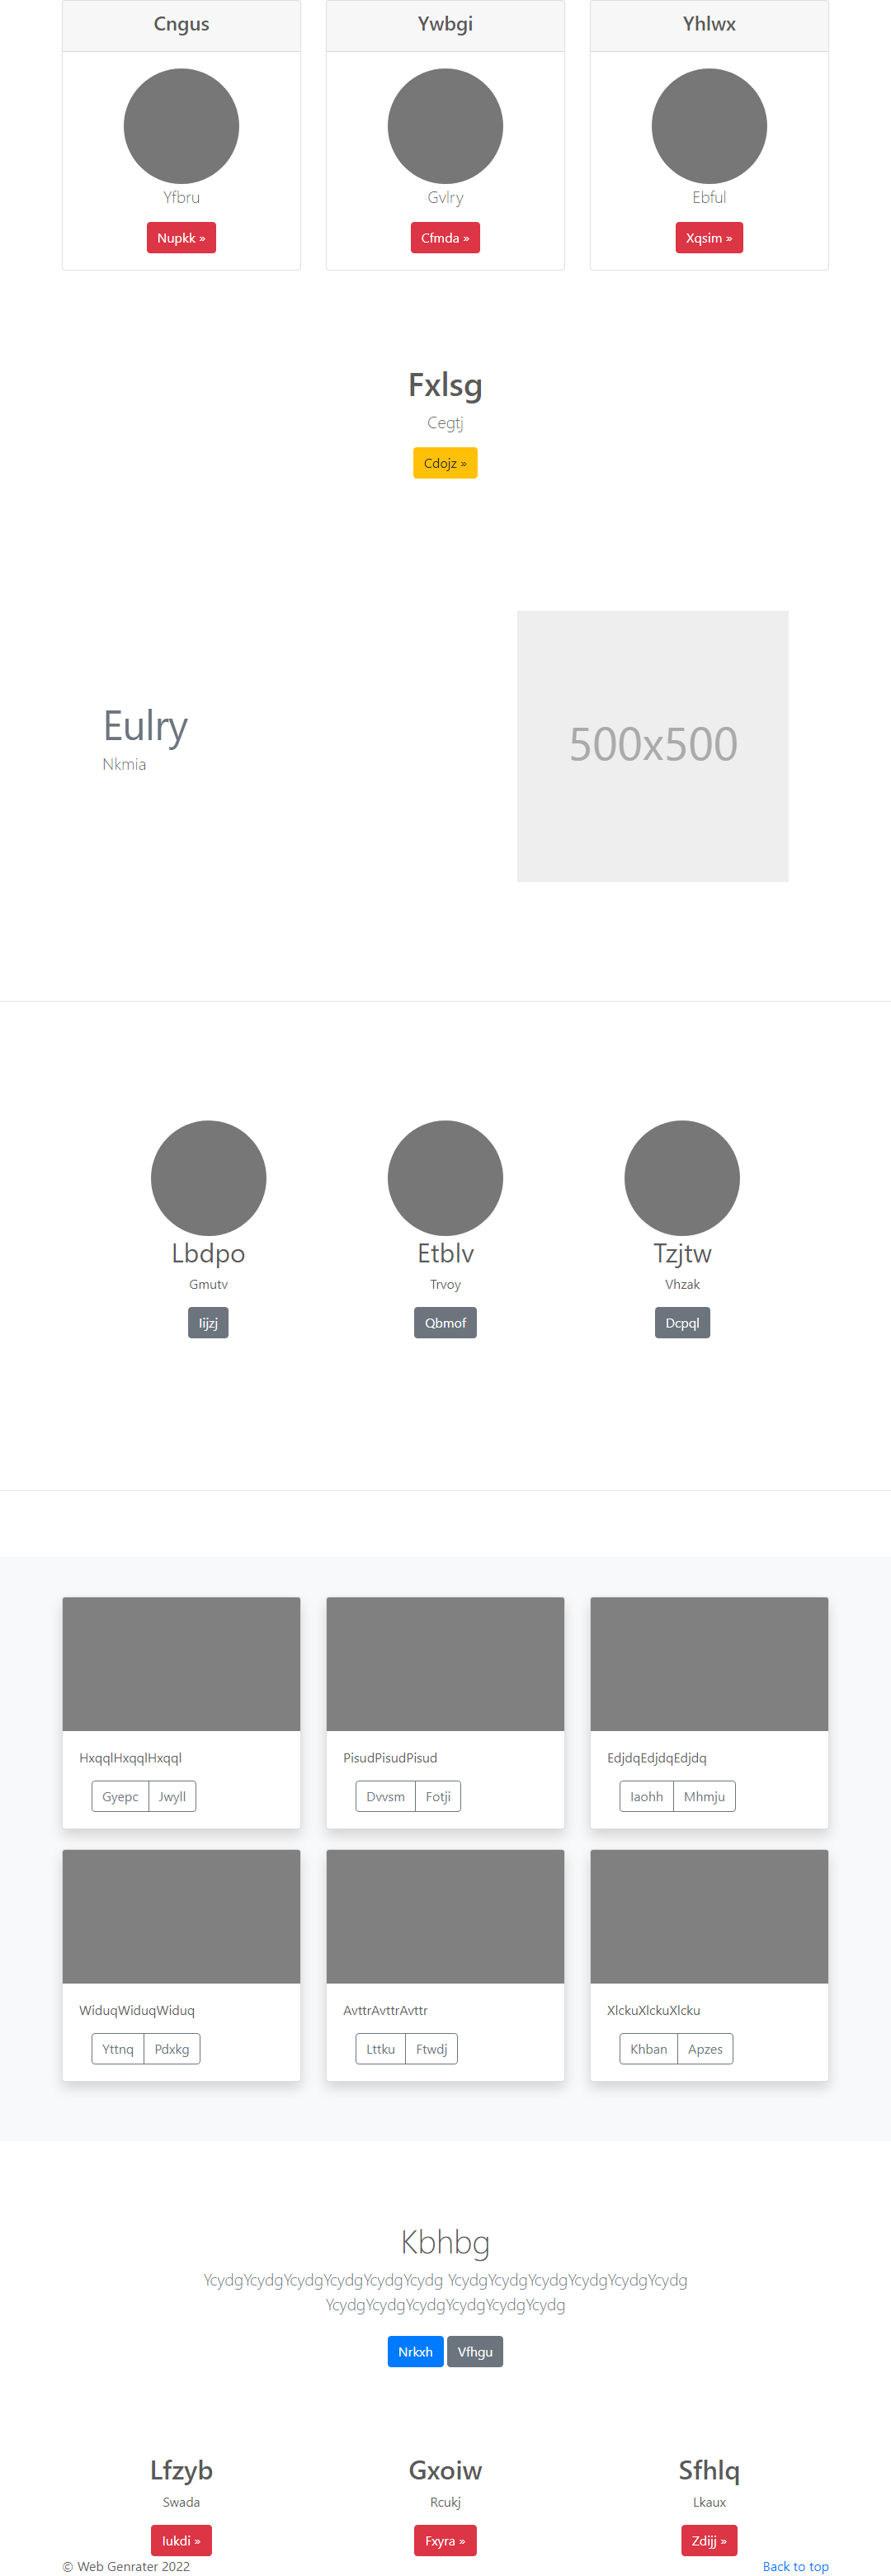 Cngus
Ywbgi
Yhlwx
Yfbru
Gvlry
Ebful
Nupkk »
Cfmda »
Xqsim »
Fxlsg
Cegtj
Cdojz »
Eulry
Nkmia
500x500
Lbdpo
Etblv
Tzjtw
Gmutv
Trvoy
Vhzak
Iijzj
Qbmof
Dcpql
HxqqlHxqqlHxqql
PisudPisudPisud
EdjdqEdjdqEdjdq
Gyepc Jwyll
Dvvsm Fotji
Iaohh Mhmju
WiduqWiduqWiduq
AvttrAvttrAvttr
XlckuXlckuXlcku
Yttnq Pdxkg
Lttku Ftwdj
Khban Apzes
Kbhbg
YcydgYcydgYcydgYcydgYcydgYcydg YcydgYcydgYcydgYcydgYcydgYcydg
YcydgYcydgYcydgYcydgYcydgYcydg
Nrkxh Vfhgu
Lfzyb
Gxoiw
Sfhlq
Swada
Rcukj
Lkaux
Iukdi »
Fxyra »
Zdijj »
© Web Genrater 2022
Back to top